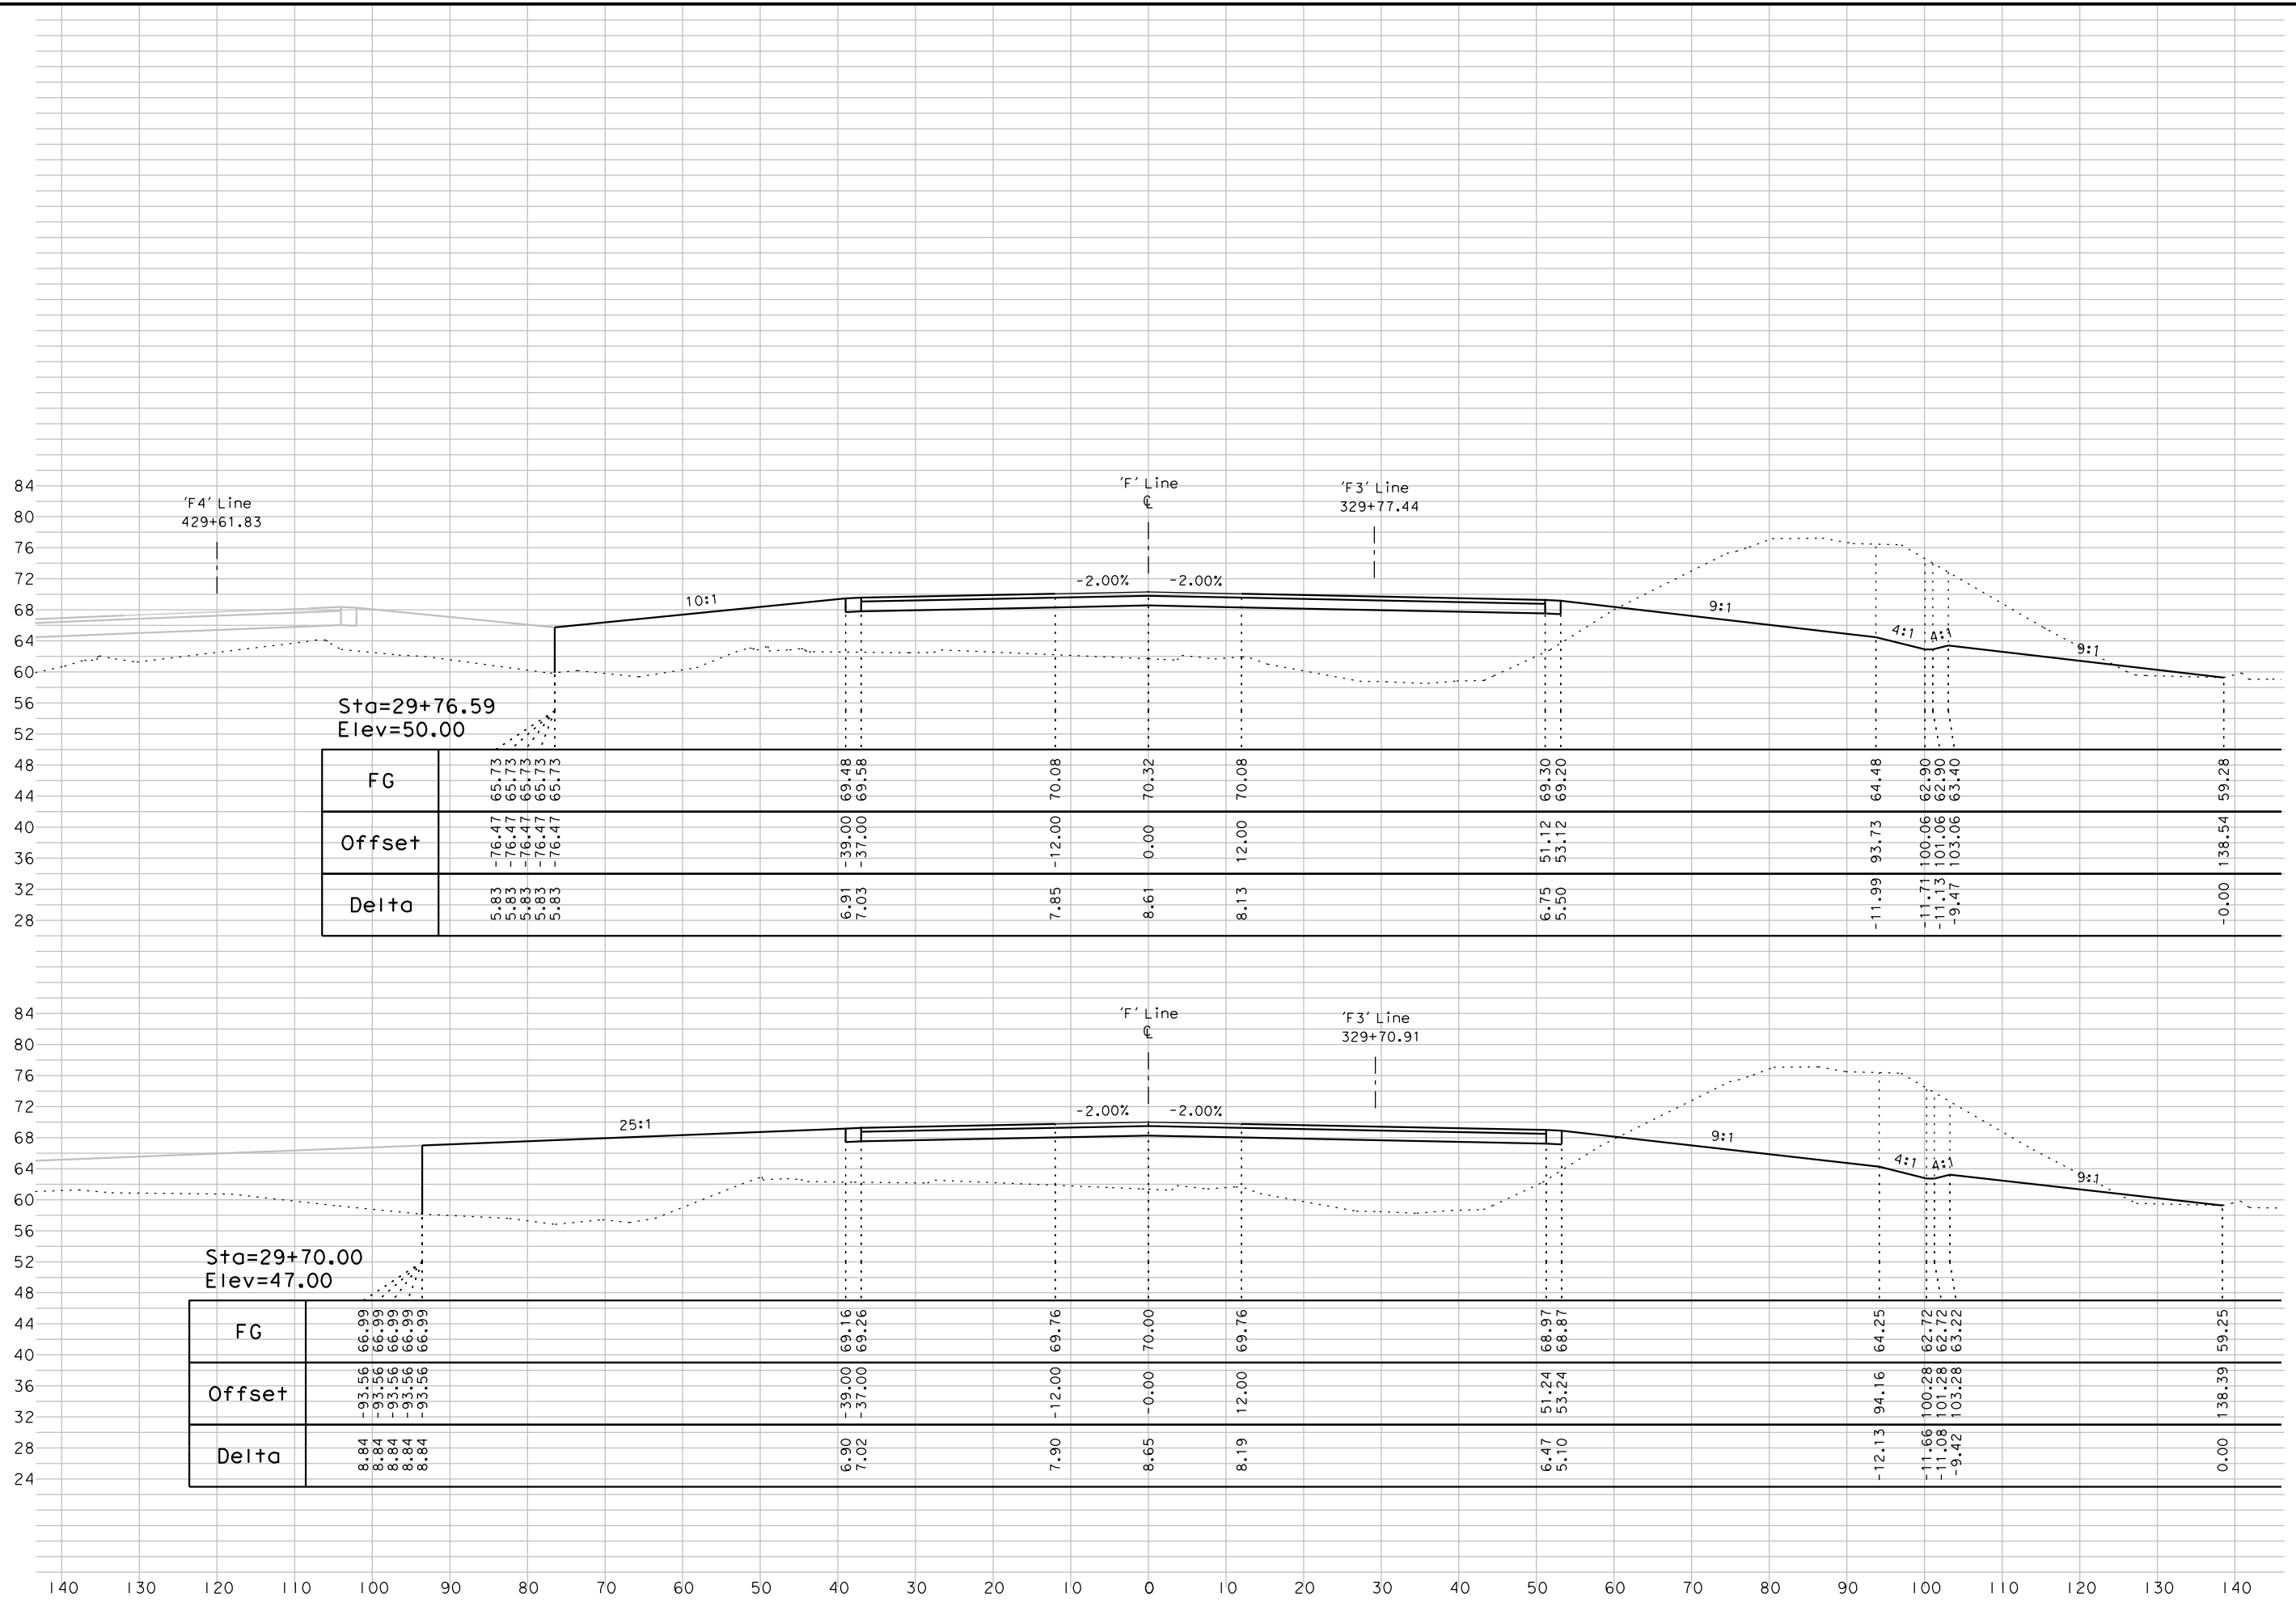 84
80
76
72
68
64
60
56
52
48
44
40
36
32
28
'F4' Line
429+61.83
'F' Line
℄
'F3' Line
329+77.44
-2.00% -2.00%
10:1
9:1
4:1
4:1
9:1
Sta=29+76.59
Elev=50.00
FG
65.73 65.73 65.73 65.73 65.73 69.48 69.58 70.08 70.32 70.08 69.30 69.20 64.48 62.90 62.90 63.40 59.28
Offset
-76.47 -76.47 -76.47 -76.47 -76.47 -39.00 -37.00 -12.00 0.00 12.00 51.12 53.12 93.73 100.06 101.06 103.06 138.54
Delta
5.83 5.83 5.83 5.83 5.83 6.91 7.03 7.85 8.61 8.13 6.75 5.50 -11.99 -11.71 -11.13 -9.47 -0.00
84
80
76
72
68
64
60
56
52
48
44
40
36
32
28
24
'F' Line
℄
'F3' Line
329+70.91
-2.00% -2.00%
25:1
9:1
4:1
4:1
9:1
Sta=29+70.00
Elev=47.00
FG
66.99 66.99 66.99 66.99 66.99 69.16 69.26 69.76 70.00 69.76 68.97 68.87 64.25 62.72 62.72 63.22 59.25
Offset
-93.56 -93.56 -93.56 -93.56 -93.56 -39.00 -37.00 -12.00 -0.00 12.00 51.24 53.24 94.16 100.28 101.28 103.28 138.39
Delta
8.84 8.84 8.84 8.84 8.84 6.90 7.02 7.90 8.65 8.19 6.47 5.10 -12.13 -11.66 -11.08 -9.42 0.00
140 130 120 110 100 90 80 70 60 50 40 30 20 10 0 10 20 30 40 50 60 70 80 90 100 110 120 130 140